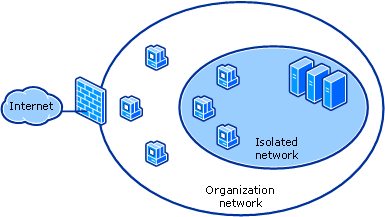 Internet
Isolated
network
Organization
network